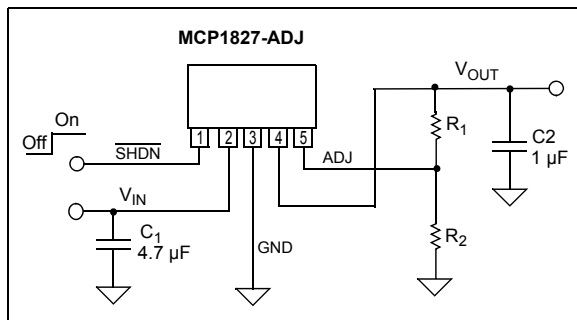 MCP1827-ADJ
On
Off
SHDN
1 2 3 4 5
VIN
C1
4.7 µF
GND
ADJ
VOUT
R1
R2
C2
1 µF